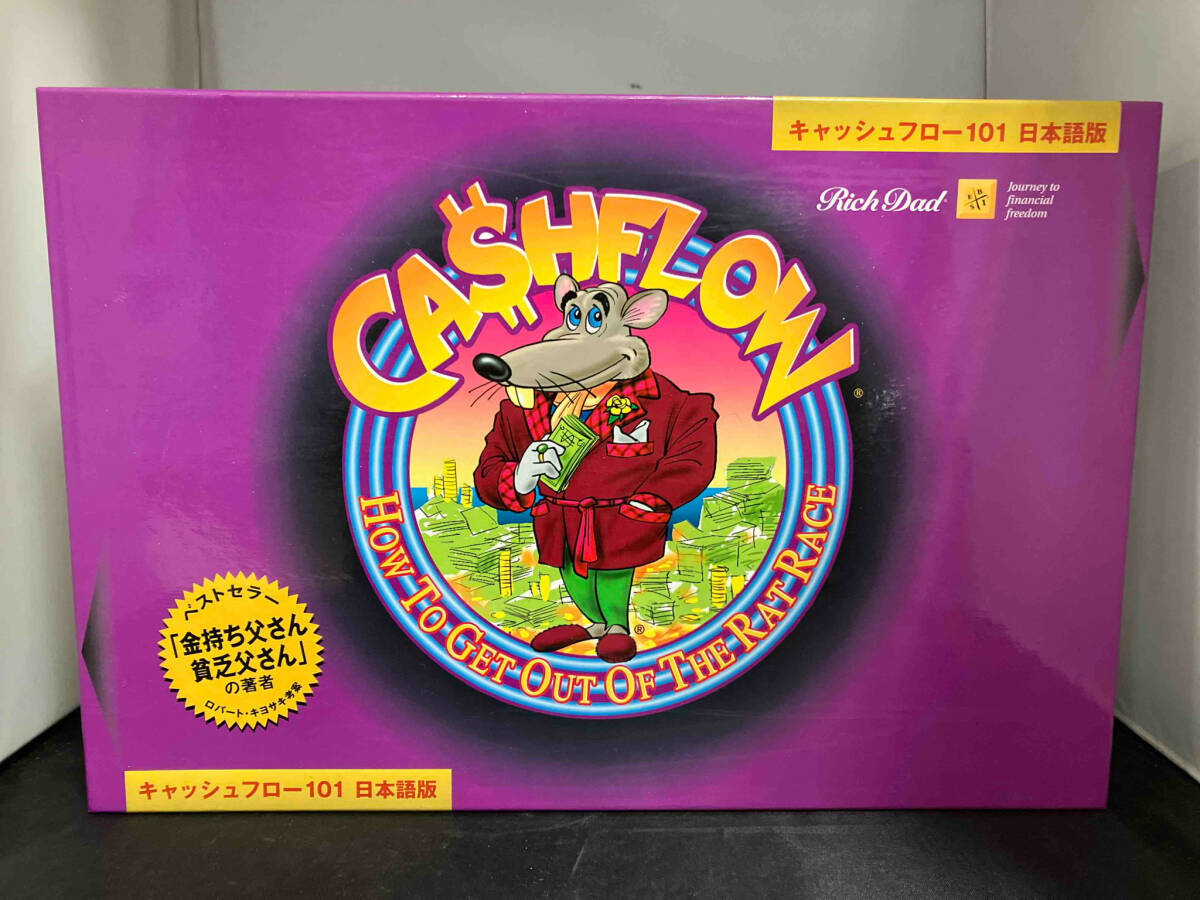 キャッシュフロー101 日本語版
Rich Dad®
E B
S I
Journey to
financial
freedom
CA$HFLOW®
HOW TO GET OUT OF THE RAT RACE
®
ベストセラー
「金持ち父さん
貧乏父さん」
の著者
ロバート・キヨサキ考案
キャッシュフロー101 日本語版